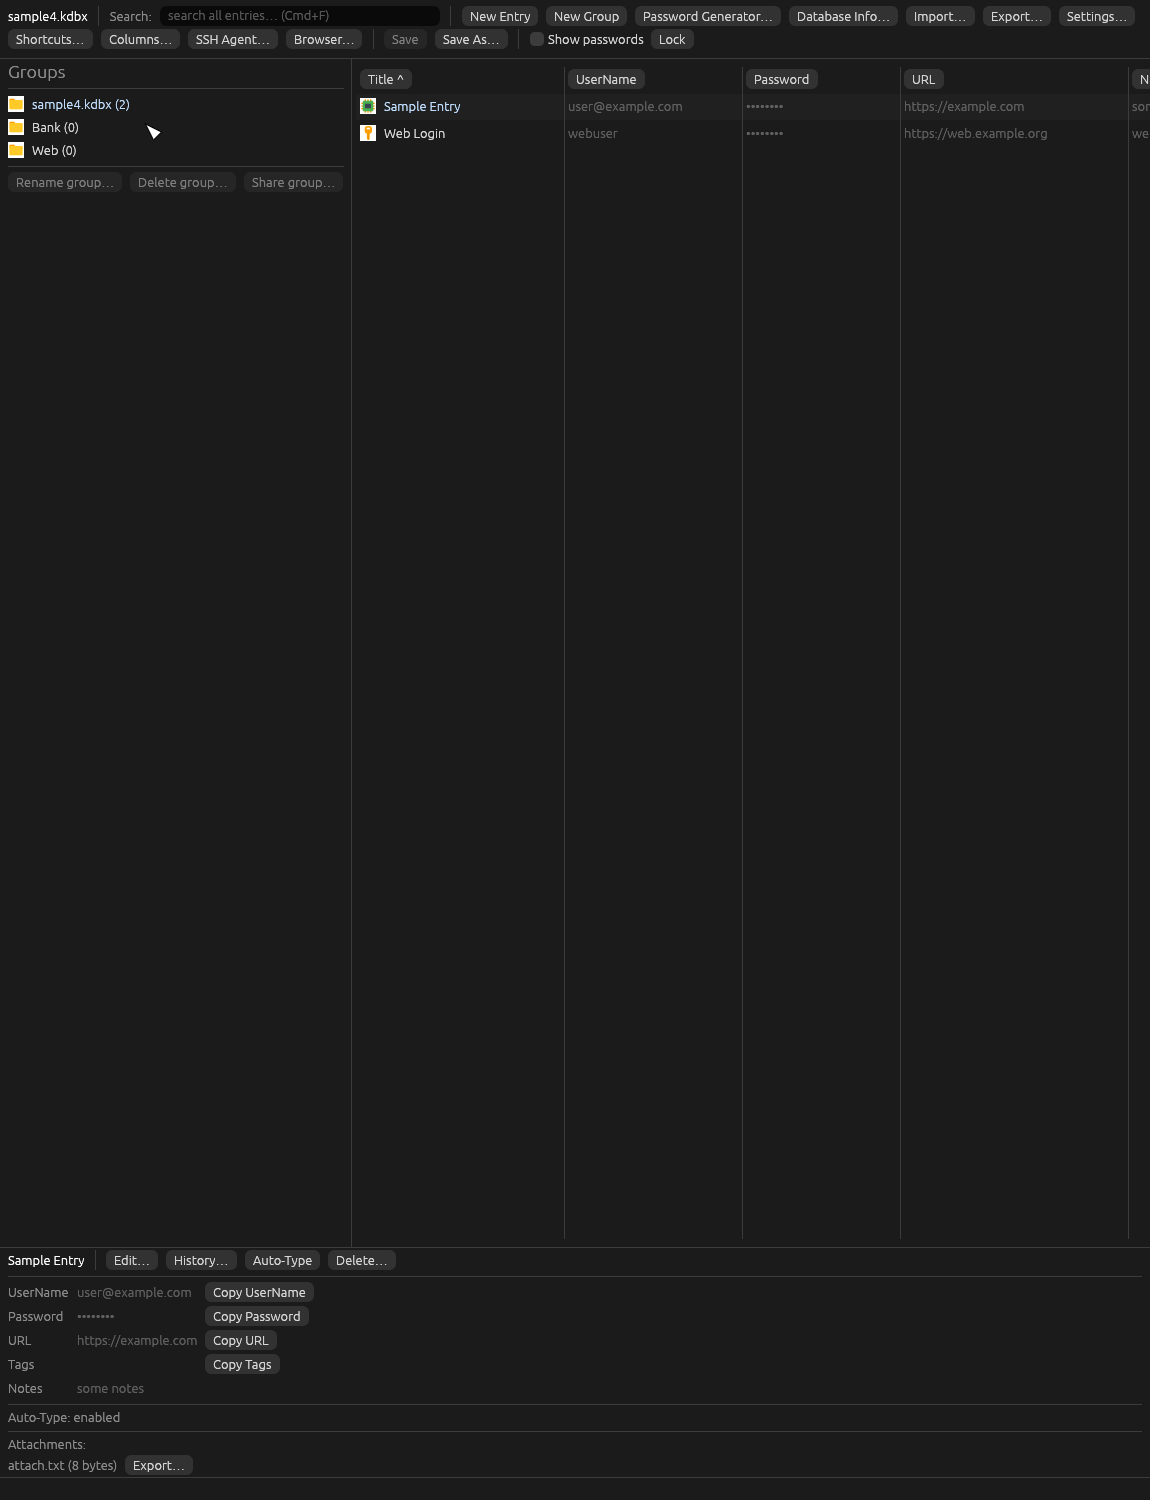 sample4.kdbx Search: search all entries... (Cmd+F) New Entry New Group Password Generator... Database Info... Import... Export... Settings...
Shortcuts... Columns... SSH Agent... Browser... Save Save As... Show passwords Lock
Groups
sample4.kdbx (2)
Bank (0)
Web (0)
Rename group... Delete group... Share group...
Title ^ UserName Password URL N
Sample Entry user@example.com •••••••• https://example.com sor
Web Login webuser •••••••• https://web.example.org we
Sample Entry Edit... History... Auto-Type Delete...
UserName user@example.com Copy UserName
Password •••••••• Copy Password
URL https://example.com Copy URL
Tags Copy Tags
Notes some notes
Auto-Type: enabled
Attachments:
attach.txt (8 bytes) Export...